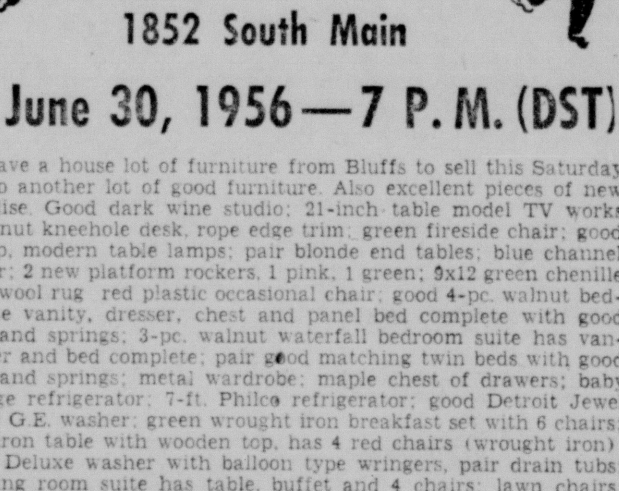 1852 South Main
June 30, 1956—7 P. M. (DST)
ave a house lot of furniture from Bluffs to sell this Saturday
o another lot of good furniture. Also excellent pieces of new
ise. Good dark wine studio; 21-inch table model TV works
nut kneehole desk, rope edge trim; green fireside chair; good
p, modern table lamps; pair blonde end tables; blue channel
r; 2 new platform rockers, 1 pink, 1 green; 9x12 green chenille
wool rug red plastic occasional chair; good 4-pc. walnut bed-
e vanity, dresser, chest and panel bed complete with good
and springs; 3-pc. walnut waterfall bedroom suite has van-
er and bed complete; pair good matching twin beds with good
and springs; metal wardrobe; maple chest of drawers; baby
ge refrigerator; 7-ft. Philco refrigerator; good Detroit Jewe
G.E. washer; green wrought iron breakfast set with 6 chairs;
ron table with wooden top, has 4 red chairs (wrought iron)
Deluxe washer with balloon type wringers, pair drain tubs
ng room suite has table, buffet and 4 chairs; lawn chairs